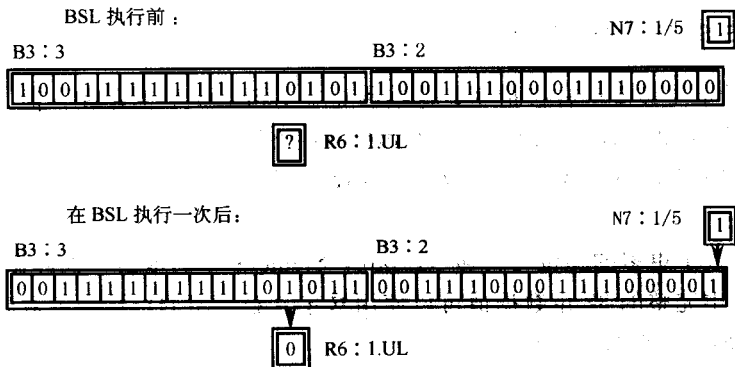 BSL 执行前：
N7：1/5 1
B3：3 B3：2
1 0 0 1 1 1 1 1 1 1 1 1 0 1 0 1 1 0 0 1 1 1 0 0 0 1 1 1 0 0 0 0
? R6：1.UL
在 BSL 执行一次后：
N7：1/5 1
B3：3 B3：2
0 0 1 1 1 1 1 1 1 1 1 0 1 0 1 1 0 0 1 1 1 0 0 0 1 1 1 0 0 0 0 1
0 R6：1.UL